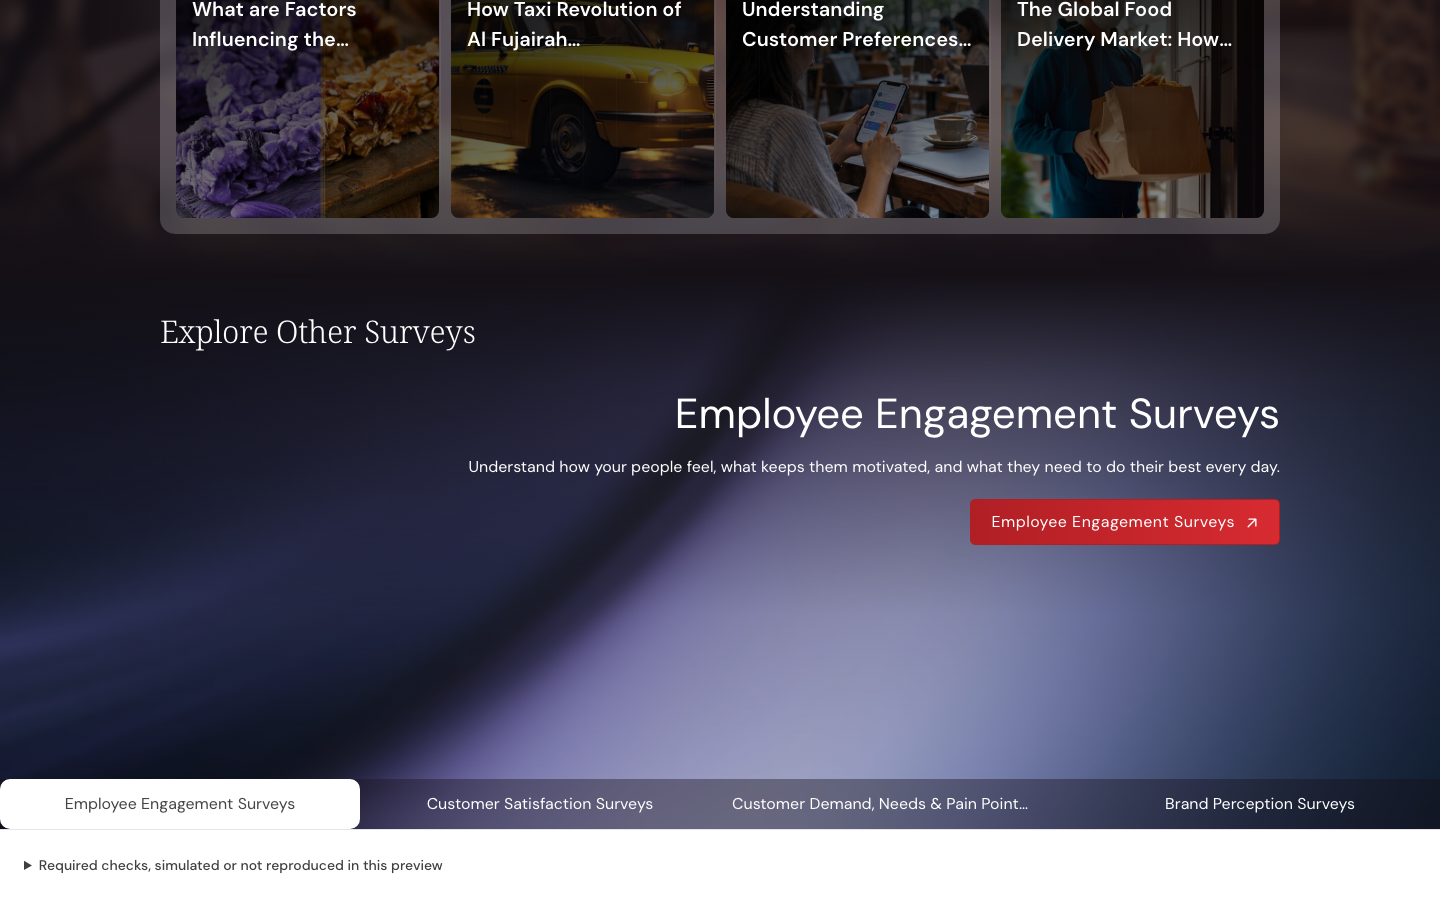 What are Factors
Influencing the...
How Taxi Revolution of
Al Fujairah...
Understanding
Customer Preferences...
The Global Food
Delivery Market: How...
Explore Other Surveys
Employee Engagement Surveys
Understand how your people feel, what keeps them motivated, and what they need to do their best every day.
Employee Engagement Surveys
Employee Engagement Surveys
Customer Satisfaction Surveys
Customer Demand, Needs & Pain Point...
Brand Perception Surveys
Required checks, simulated or not reproduced in this preview